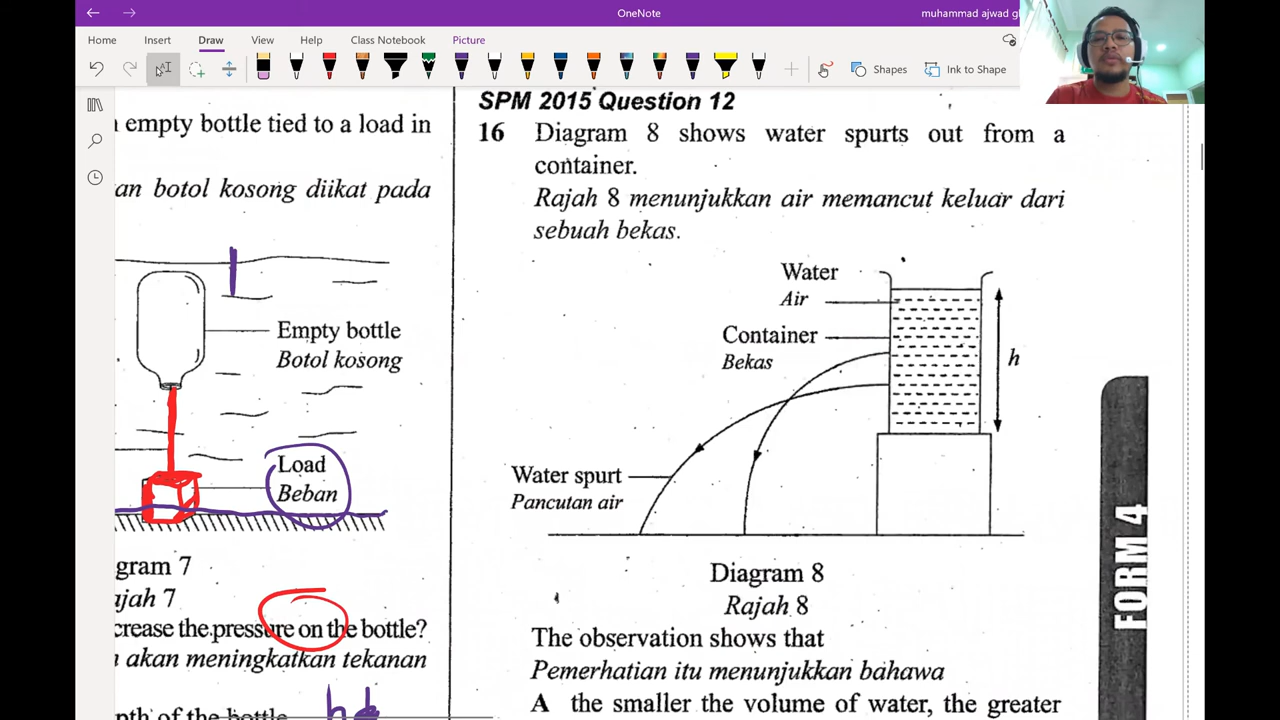 OneNote
muhammad ajwad gh
Home Insert Draw View Help Class Notebook Picture
Shapes Ink to Shape
empty bottle tied to a load in
an botol kosong diikat pada
Empty bottle
Botol kosong
Load
Beban
gram 7
ajah 7
crease the pressure on the bottle?
akan meningkatkan tekanan
pth of the bottle
h
SPM 2015 Question 12
16 Diagram 8 shows water spurts out from a
container.
Rajah 8 menunjukkan air memancut keluar dari
sebuah bekas.
Water
Air
Container
Bekas
h
Water spurt
Pancutan air
Diagram 8
Rajah 8
The observation shows that
Pemerhatian itu menunjukkan bahawa
A the smaller the volume of water, the greater
FORM 4